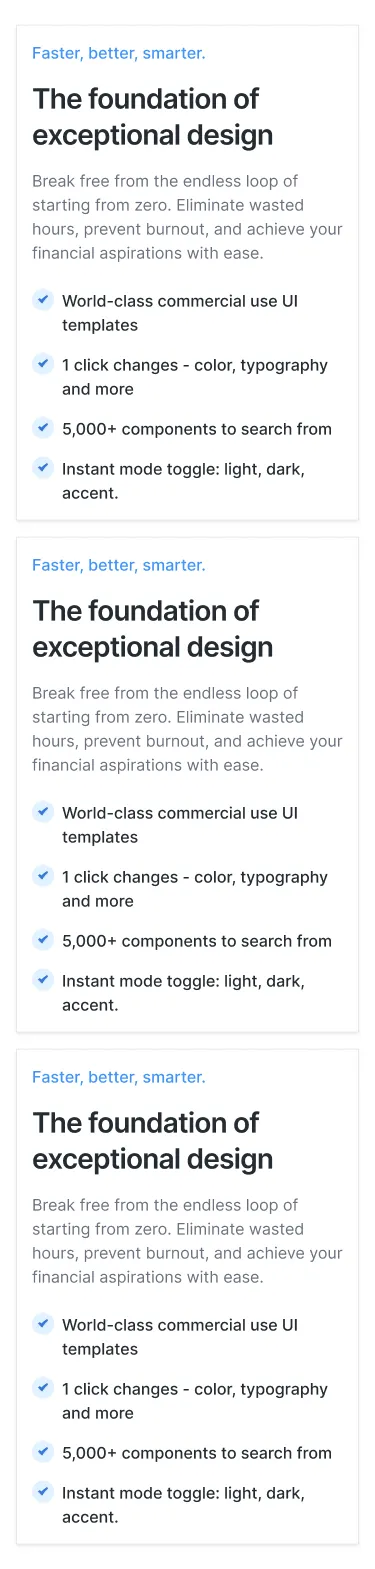 Faster, better, smarter.
The foundation of
exceptional design
Break free from the endless loop of
starting from zero. Eliminate wasted
hours, prevent burnout, and achieve your
financial aspirations with ease.
World-class commercial use UI
templates
1 click changes - color, typography
and more
5,000+ components to search from
Instant mode toggle: light, dark,
accent.
Faster, better, smarter.
The foundation of
exceptional design
Break free from the endless loop of
starting from zero. Eliminate wasted
hours, prevent burnout, and achieve your
financial aspirations with ease.
World-class commercial use UI
templates
1 click changes - color, typography
and more
5,000+ components to search from
Instant mode toggle: light, dark,
accent.
Faster, better, smarter.
The foundation of
exceptional design
Break free from the endless loop of
starting from zero. Eliminate wasted
hours, prevent burnout, and achieve your
financial aspirations with ease.
World-class commercial use UI
templates
1 click changes - color, typography
and more
5,000+ components to search from
Instant mode toggle: light, dark,
accent.